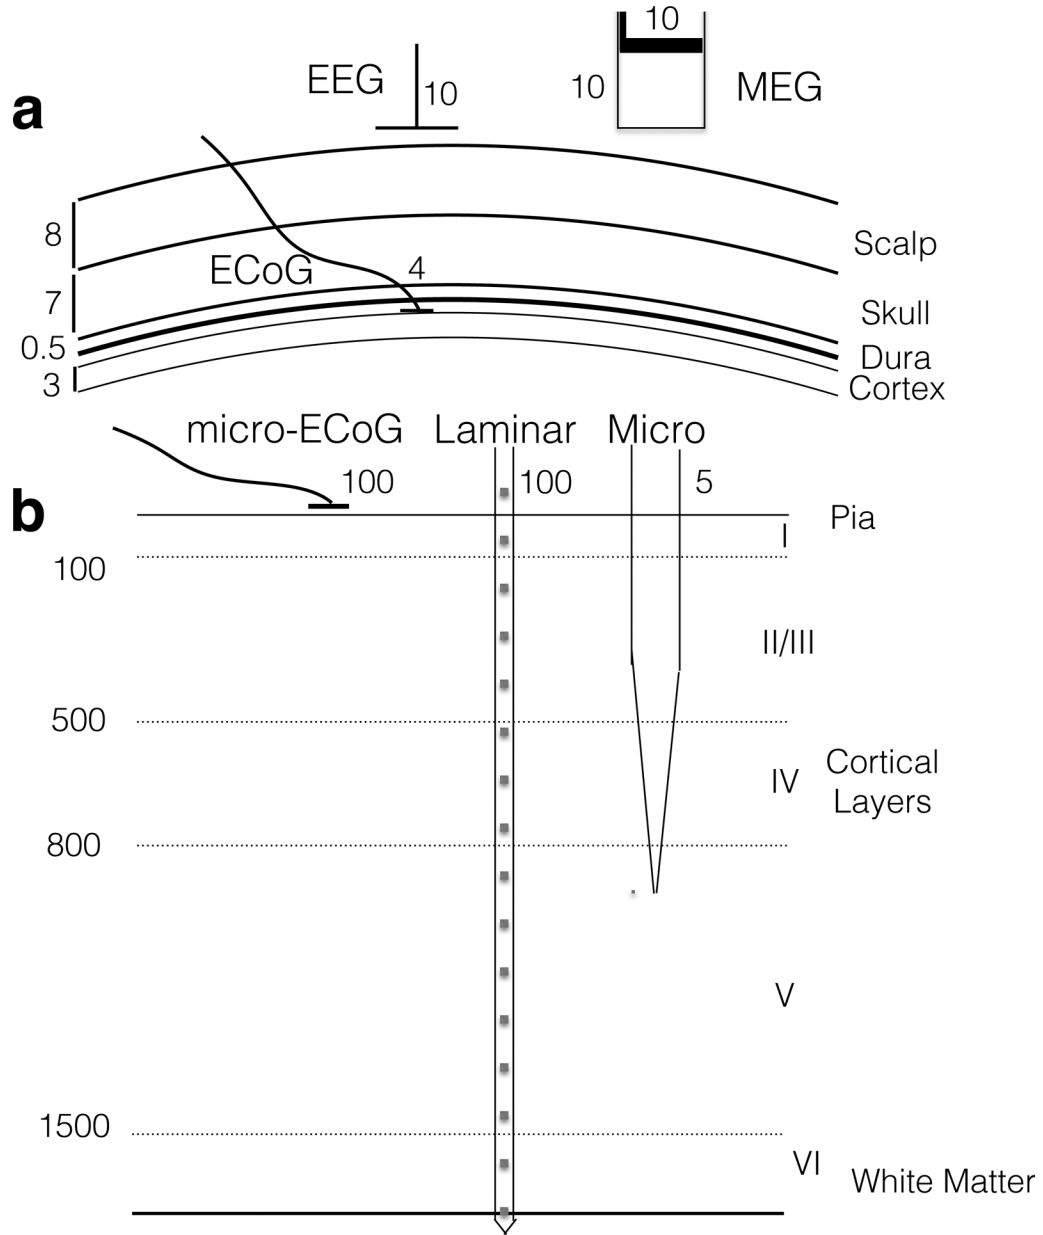 10
EEG
10
10
MEG
a
8
Scalp
ECoG
4
7
Skull
0.5
Dura
3
Cortex
micro-ECoG
Laminar
Micro
100
100
5
b
Pia
I
100
II/III
500
IV
Cortical
Layers
800
V
1500
VI
White Matter